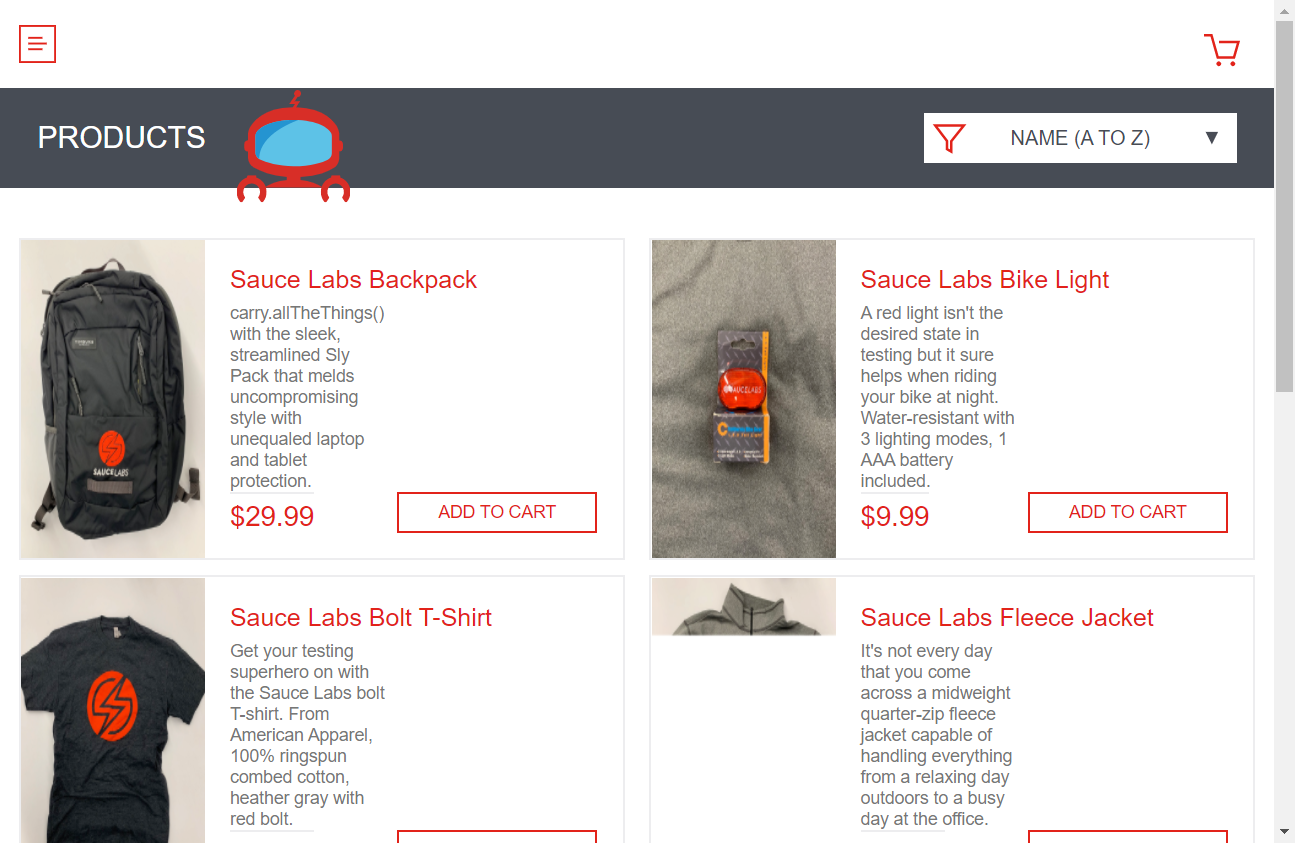 PRODUCTS
NAME (A TO Z)
Sauce Labs Backpack
carry.allTheThings()
with the sleek,
streamlined Sly
Pack that melds
uncompromising
style with
unequaled laptop
and tablet
protection.
$29.99
ADD TO CART
SAUCELABS
Sauce Labs Bike Light
A red light isn't the
desired state in
testing but it sure
helps when riding
your bike at night.
Water-resistant with
3 lighting modes, 1
AAA battery
included.
$9.99
ADD TO CART
SAUCELABS
Sauce Labs Bolt T-Shirt
Get your testing
superhero on with
the Sauce Labs bolt
T-shirt. From
American Apparel,
100% ringspun
combed cotton,
heather gray with
red bolt.
Sauce Labs Fleece Jacket
It's not every day
that you come
across a midweight
quarter-zip fleece
jacket capable of
handling everything
from a relaxing day
outdoors to a busy
day at the office.